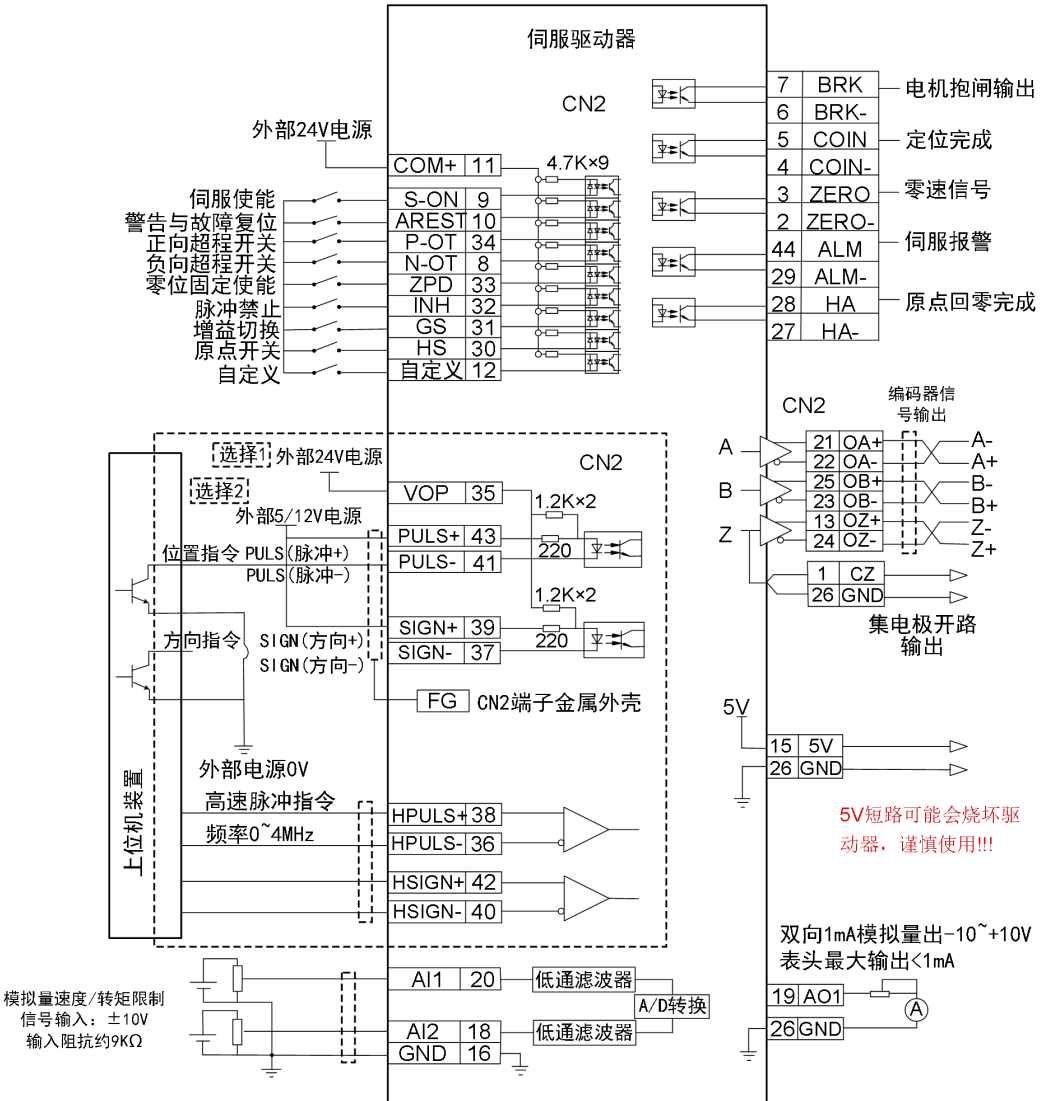 伺服驱动器
CN2
外部24V电源
COM+ 11
4.7K×9
伺服使能 S-ON 9
警告与故障复位 AREST 10
正向超程开关 P-OT 34
负向超程开关 N-OT 8
零位固定使能 ZPD 33
脉冲禁止 INH 32
增益切换 GS 31
原点开关 HS 30
自定义 自定义 12
7 BRK 电机抱闸输出
6 BRK-
5 COIN 定位完成
4 COIN-
3 ZERO 零速信号
2 ZERO-
44 ALM 伺服报警
29 ALM-
28 HA 原点回零完成
27 HA-
选择1 外部24V电源
CN2
选择2
VOP 35
1.2K×2
外部5/12V电源
PULS+ 43
位置指令 PULS(脉冲+)
220
PULS- 41
PULS(脉冲-)
1.2K×2
SIGN+ 39
方向指令 SIGN(方向+)
220
SIGN- 37
SIGN(方向-)
FG CN2端子金属外壳
外部电源0V
上位机装置
高速脉冲指令
HPULS+ 38
频率0~4MHz
HPULS- 36
HSIGN+ 42
HSIGN- 40
CN2
编码器信
号输出
A 21 OA+ A-
22 OA- A+
B 25 OB+ B-
23 OB- B+
Z 13 OZ+ Z-
24 OZ- Z+
1 CZ
26 GND
集电极开路
输出
5V
15 5V
26 GND
5V短路可能会烧坏驱
动器，谨慎使用!!!
模拟量速度/转矩限制
信号输入：±10V
输入阻抗约9KΩ
AI1 20 低通滤波器
A/D转换
AI2 18 低通滤波器
GND 16
双向1mA模拟量出-10~+10V
表头最大输出<1mA
19 AO1
A
26 GND